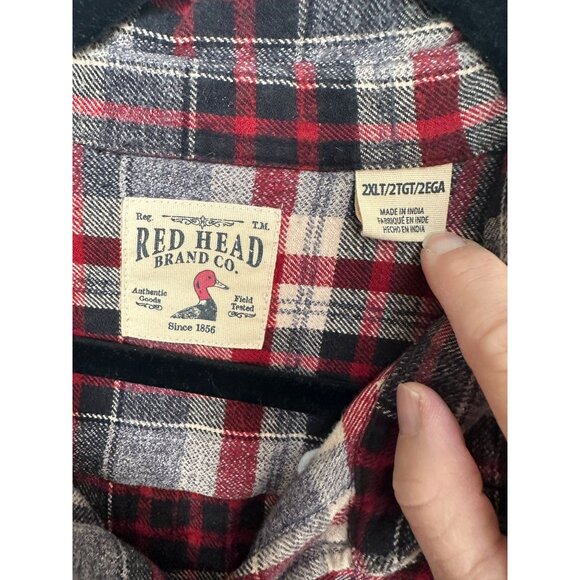 Reg. T.M.
RED HEAD
BRAND CO.
Authentic Goods
Field Tested
Since 1856
2XLT/2TGT/2EGA
MADE IN INDIA
FABRIQUÉ EN INDE
HECHO EN INDIA